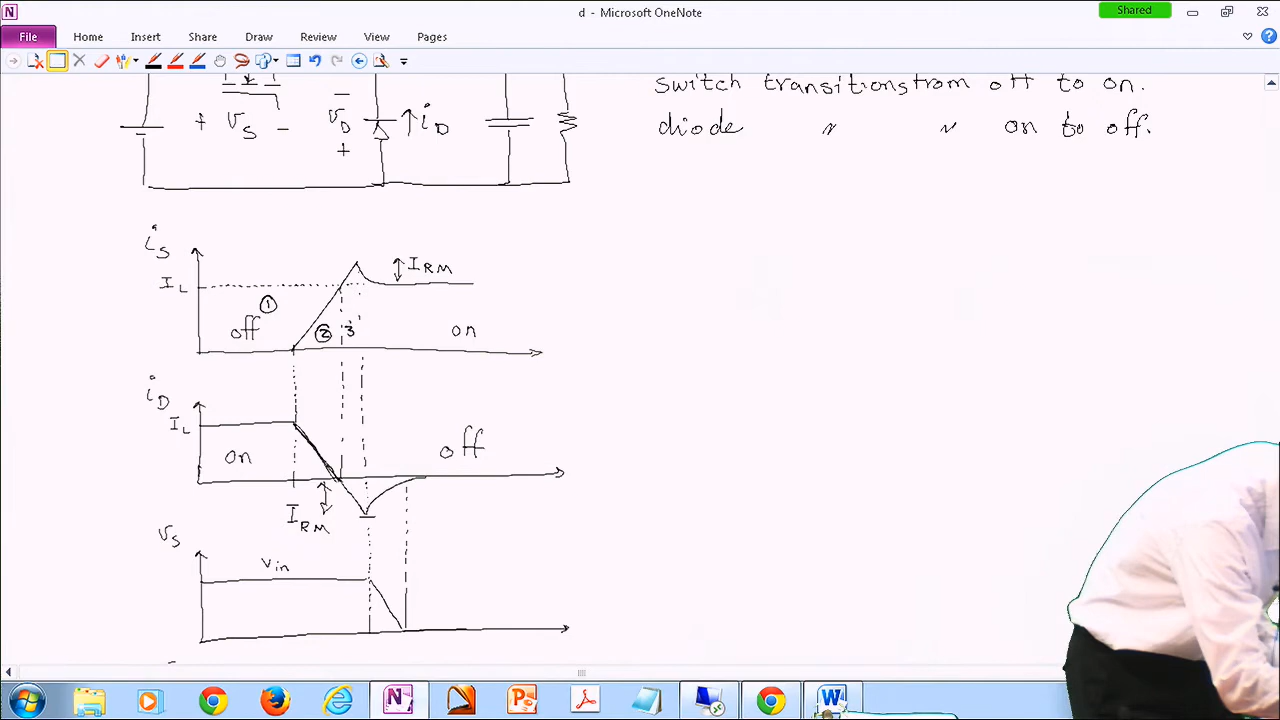 d - Microsoft OneNote
Shared
File Home Insert Share Draw Review View Pages
switch transitions from off to on.
diode 〃 〃 on to off.
+ VS -
-
VD
+
iD
iS
IL
IRM
① off ② 3 on
iD
IL
on off
IRM
VS
Vin